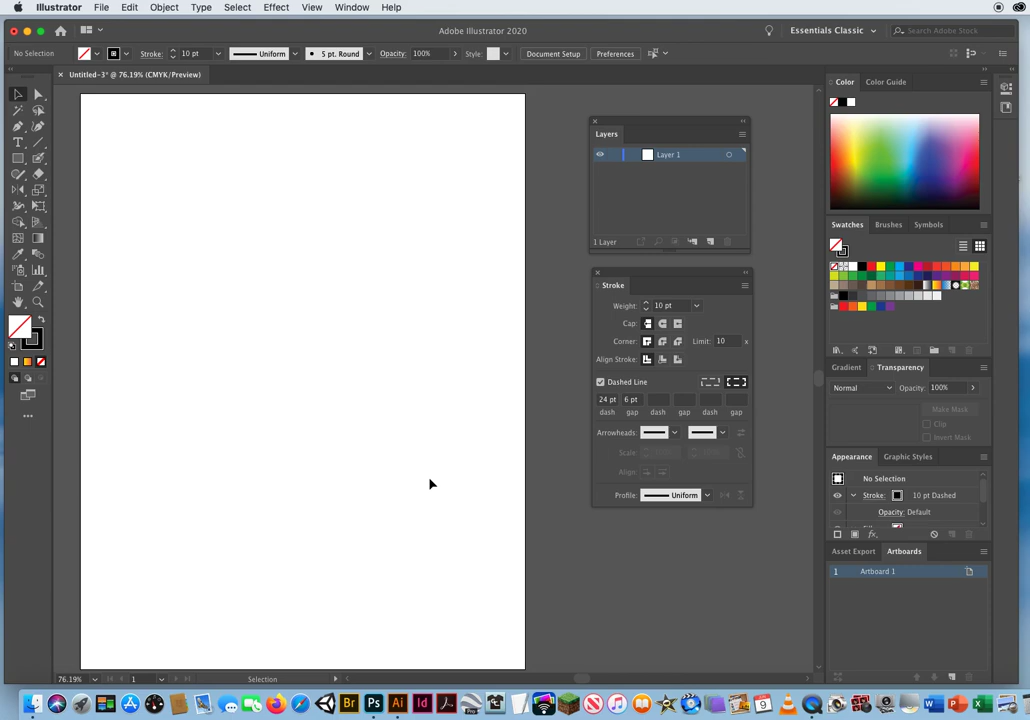 Illustrator File Edit Object Type Select Effect View Window Help
Adobe Illustrator 2020
Essentials Classic
Search Adobe Stock
No Selection Stroke: 10 pt Uniform 5 pt. Round Opacity: 100% Style: Document Setup Preferences
× Untitled-3* @ 76.19% (CMYK/Preview)
Layers
Layer 1
1 Layer
Stroke
Weight: 10 pt
Cap:
Corner: Limit: 10 x
Align Stroke:
Dashed Line
24 pt 6 pt
dash gap dash gap dash gap
Arrowheads:
Scale:
Align:
Profile: Uniform
Color Color Guide
Swatches Brushes Symbols
Gradient Transparency
Normal Opacity: 100%
Make Mask
Clip
Invert Mask
Appearance Graphic Styles
No Selection
Stroke: 10 pt Dashed
Opacity: Default
Asset Export Artboards
1 Artboard 1
76.19% 1 Selection
Br Ps Ai Id
9